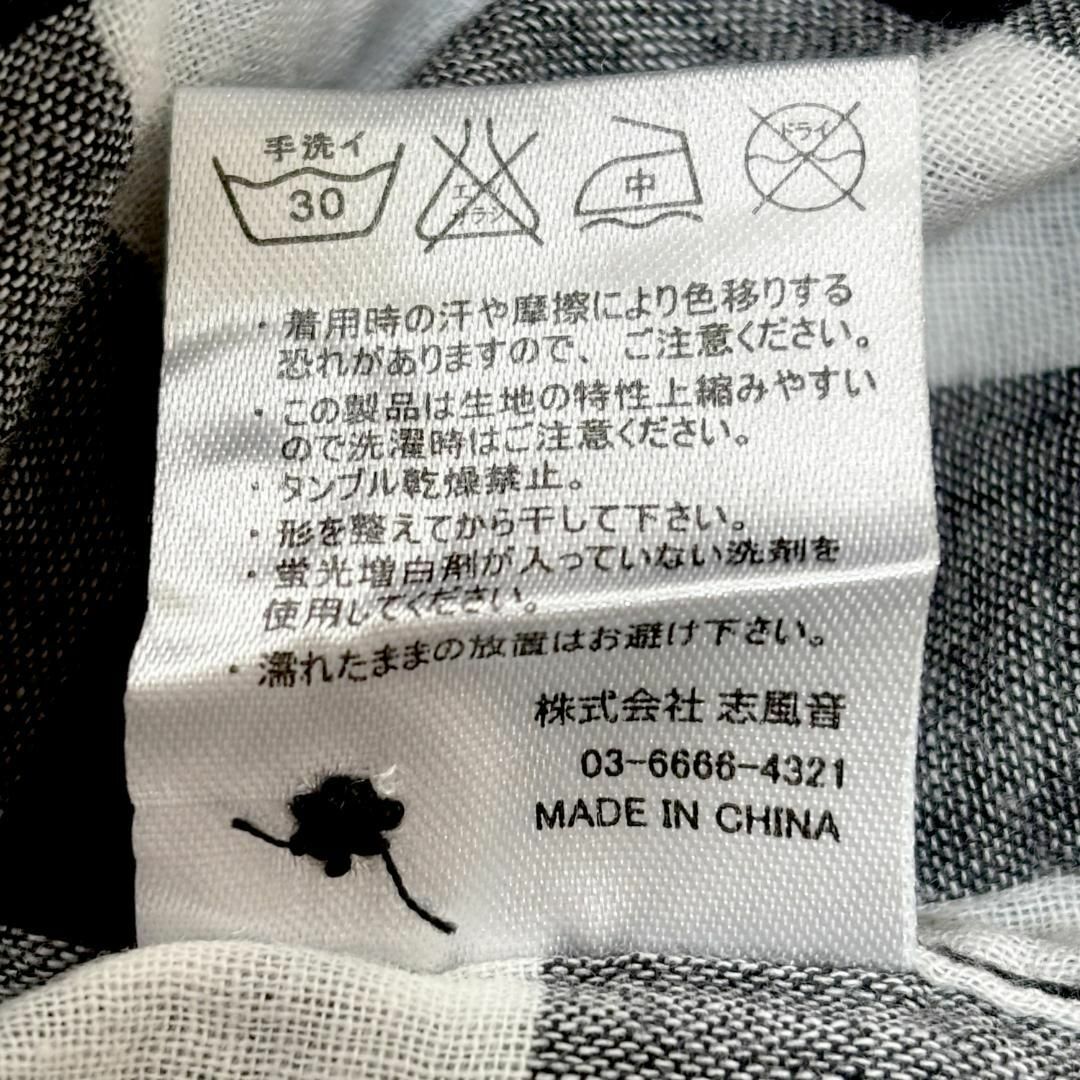 手洗イ
30
エンソ
サラシ
中
ドライ
・着用時の汗や摩擦により色移りする
恐れがありますので、ご注意ください。
・この製品は生地の特性上縮みやすい
ので洗濯時はご注意ください。
・タンブル乾燥禁止。
・形を整えてから干して下さい。
・蛍光増白剤が入っていない洗剤を
使用してください。
・濡れたままの放置はお避け下さい。
株式会社 志風音
03-6666-4321
MADE IN CHINA